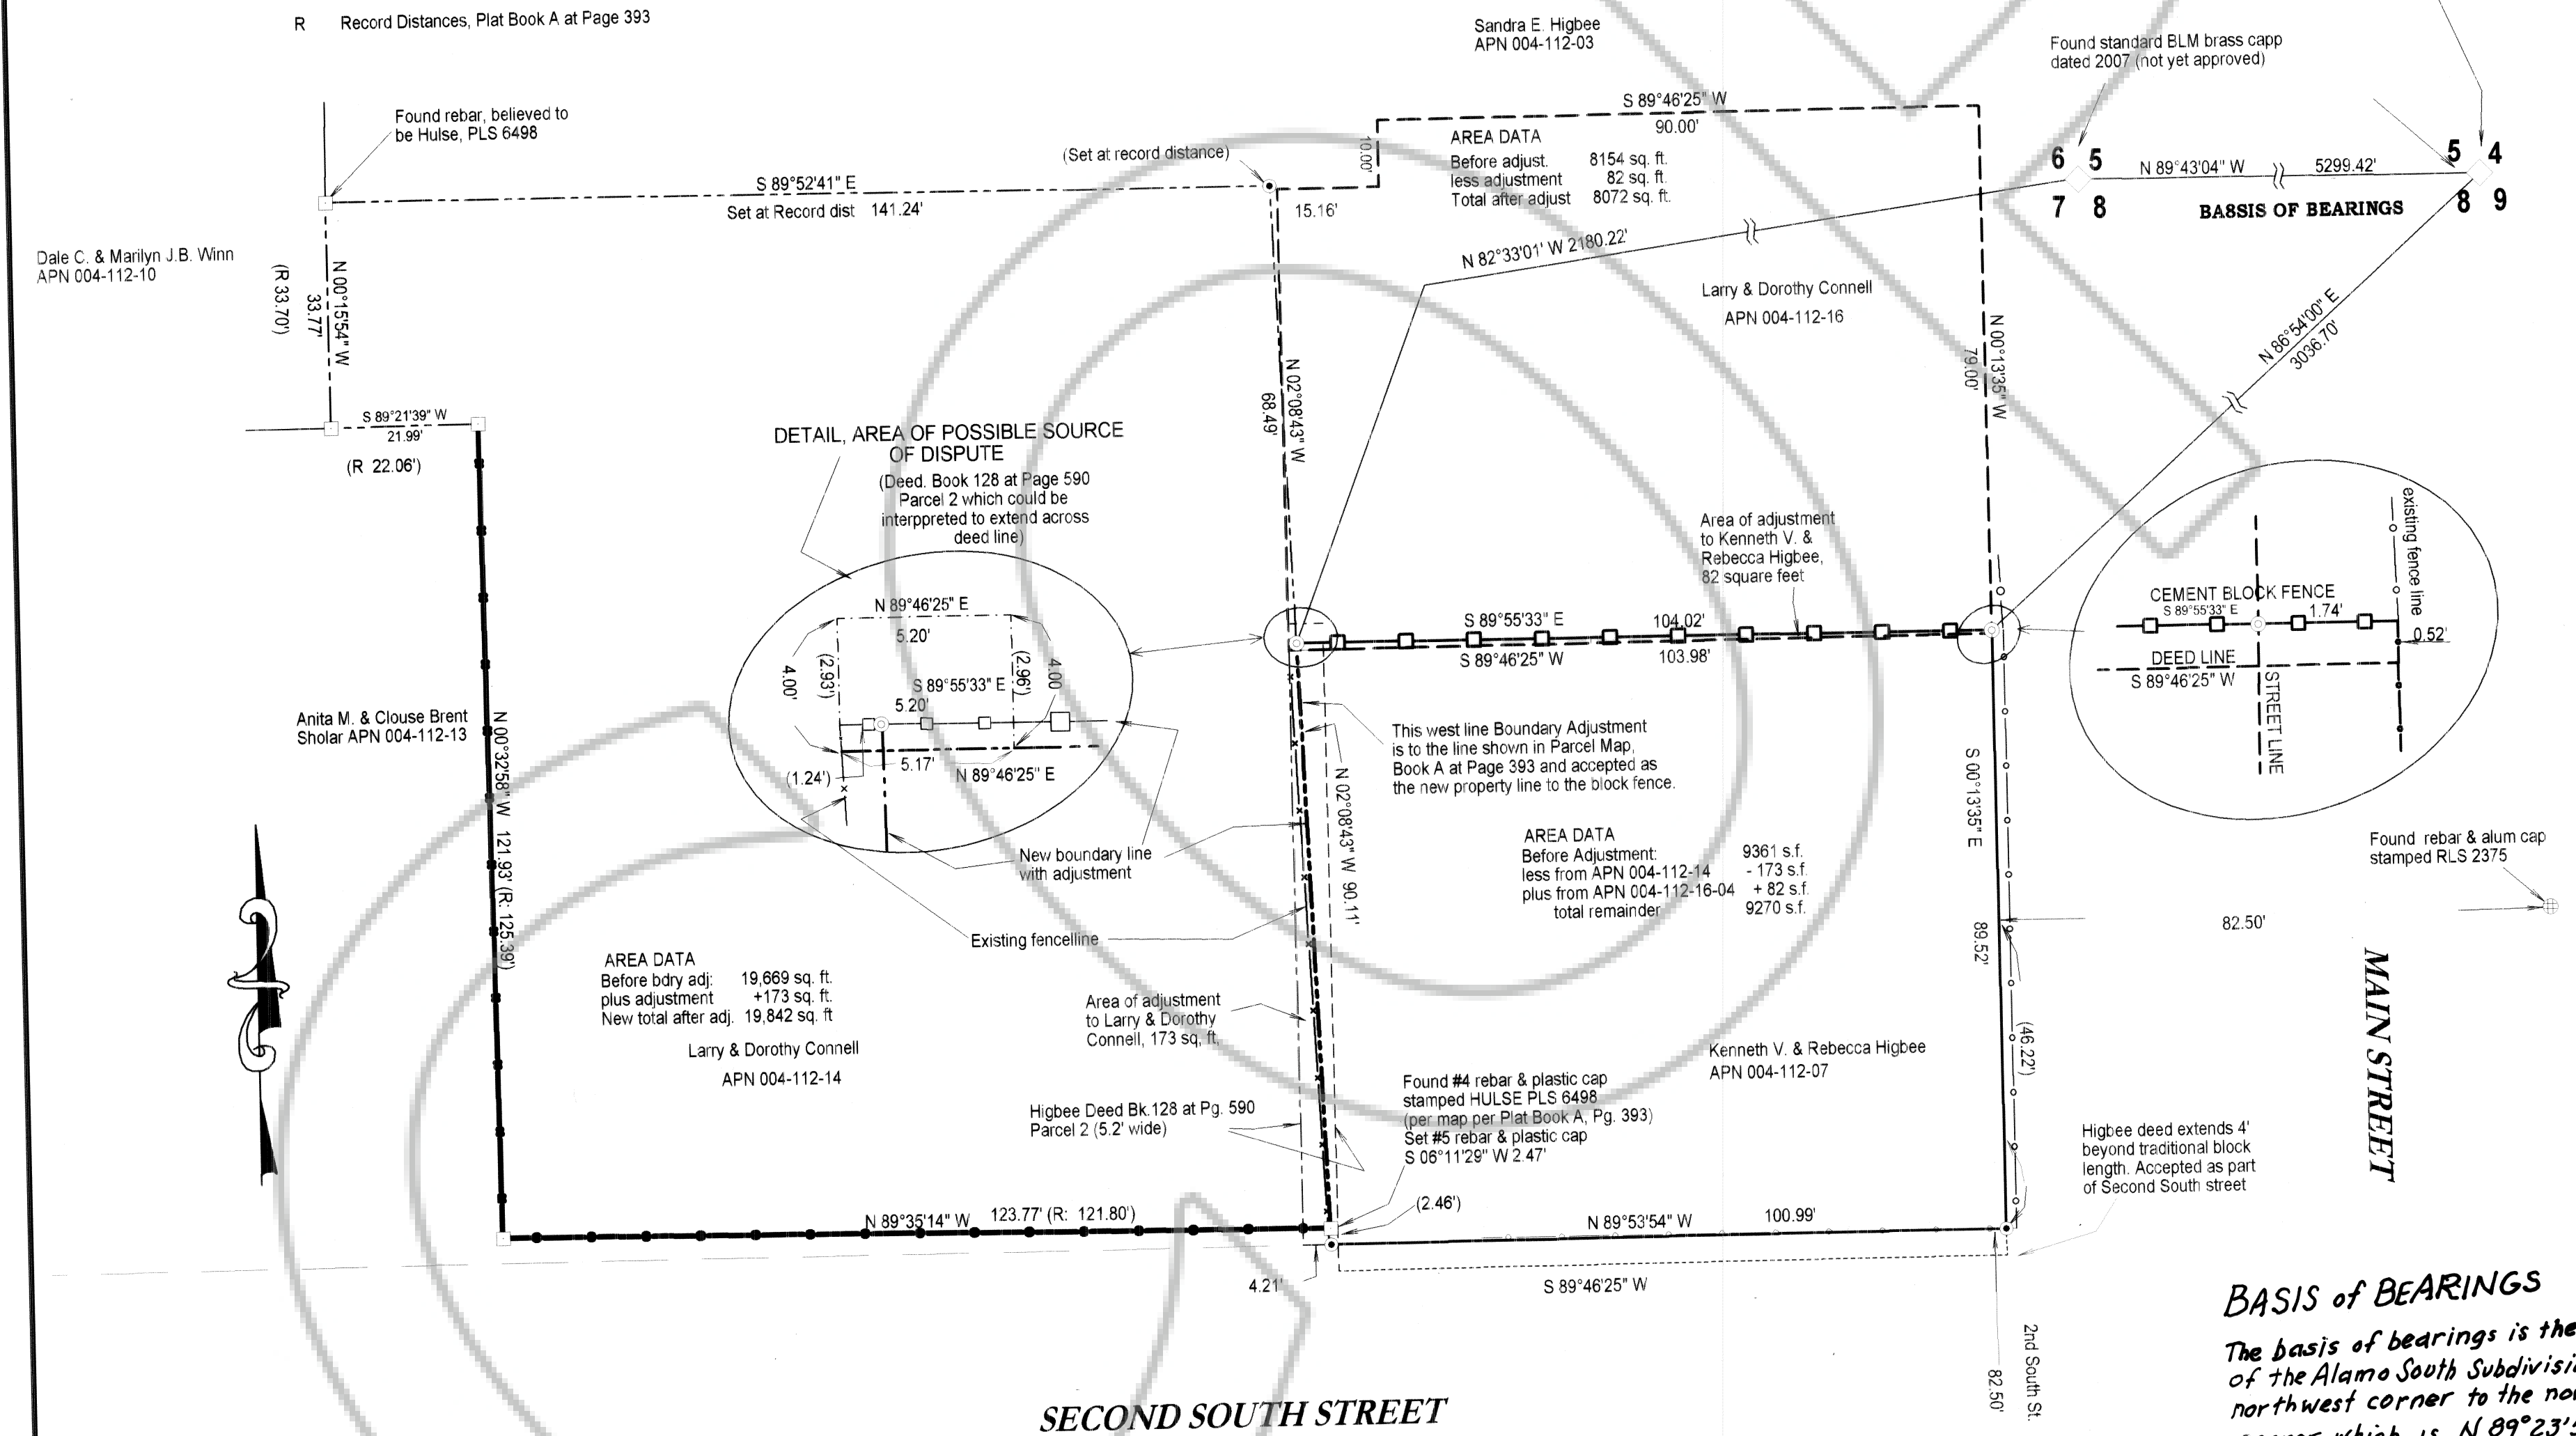 R Record Distances, Plat Book A at Page 393
Sandra E. Higbee
APN 004-112-03
Found standard BLM brass capp
dated 2007 (not yet approved)
Found rebar, believed to
be Hulse, PLS 6498
(Set at record distance)
S 89°46'25" W
90.00'
10.00'
AREA DATA
Before adjust. 8154 sq. ft.
less adjustment 82 sq. ft.
Total after adjust 8072 sq. ft.
6 5
7 8
N 89°43'04" W 5299.42'
5 4
8 9
BASSIS OF BEARINGS
S 89°52'41" E
Set at Record dist 141.24'
15.16'
N 82°33'01' W 2180.22'
Dale C. & Marilyn J.B. Winn
APN 004-112-10
(R 33.70')
33.77'
N 00°15'54" W
Larry & Dorothy Connell
APN 004-112-16
N 86°54'00" E
3036.70'
N 00°13'35" W
79.00'
N 02°08'43" W
68.49'
S 89°21'39" W
21.99'
(R 22.06')
DETAIL, AREA OF POSSIBLE SOURCE
OF DISPUTE
(Deed. Book 128 at Page 590
Parcel 2 which could be
interppreted to extend across
deed line)
Area of adjustment
to Kenneth V. &
Rebecca Higbee,
82 square feet
existing fence line
CEMENT BLOCK FENCE
S 89°55'33" E 1.74'
0.52'
DEED LINE
S 89°46'25" W
STREET LINE
N 89°46'25" E
5.20'
4.00'
(2.93')
(2.96')
4.00
S 89°55'33" E
5.20'
5.17'
(1.24')
N 89°46'25" E
S 89°55'33" E 104.02'
S 89°46'25" W 103.98'
Anita M. & Clouse Brent
Sholar APN 004-112-13
N 00°32'58" W 121.93' (R: 125.39')
This west line Boundary Adjustment
is to the line shown in Parcel Map,
Book A at Page 393 and accepted as
the new property line to the block fence.
N 02°08'43" W 90.11'
S 00°13'35" E
89.52'
AREA DATA
Before Adjustment: 9361 s.f.
less from APN 004-112-14 - 173 s.f.
plus from APN 004-112-16-04 + 82 s.f.
total remainder 9270 s.f.
Found rebar & alum cap
stamped RLS 2375
New boundary line
with adjustment
Existing fencelline
82.50'
MAIN STREET
AREA DATA
Before bdry adj: 19,669 sq. ft.
plus adjustment +173 sq. ft.
New total after adj. 19,842 sq. ft
Larry & Dorothy Connell
APN 004-112-14
Area of adjustment
to Larry & Dorothy
Connell, 173 sq, ft,
(46.22')
Kenneth V. & Rebecca Higbee
APN 004-112-07
Found #4 rebar & plastic cap
stamped HULSE PLS 6498
(per map per Plat Book A, Pg. 393)
Set #5 rebar & plastic cap
S 06°11'29" W 2.47'
Higbee Deed Bk.128 at Pg. 590
Parcel 2 (5.2' wide)
Higbee deed extends 4'
beyond traditional block
length. Accepted as part
of Second South street
(2.46')
N 89°35'14" W 123.77' (R: 121.80')
N 89°53'54" W 100.99'
4.21'
S 89°46'25" W
82.50'
2nd South St.
SECOND SOUTH STREET
BASIS of BEARINGS
The basis of bearings is the
of the Alamo South
northwest corner to the
which is N 89°23'